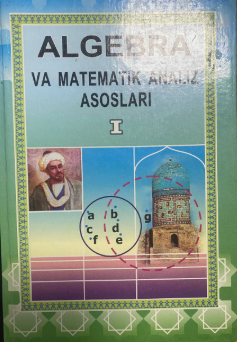 ALGEBRA
VA MATEMATIK ANALIZ
ASOSLARI
I
a b g
c d
f e